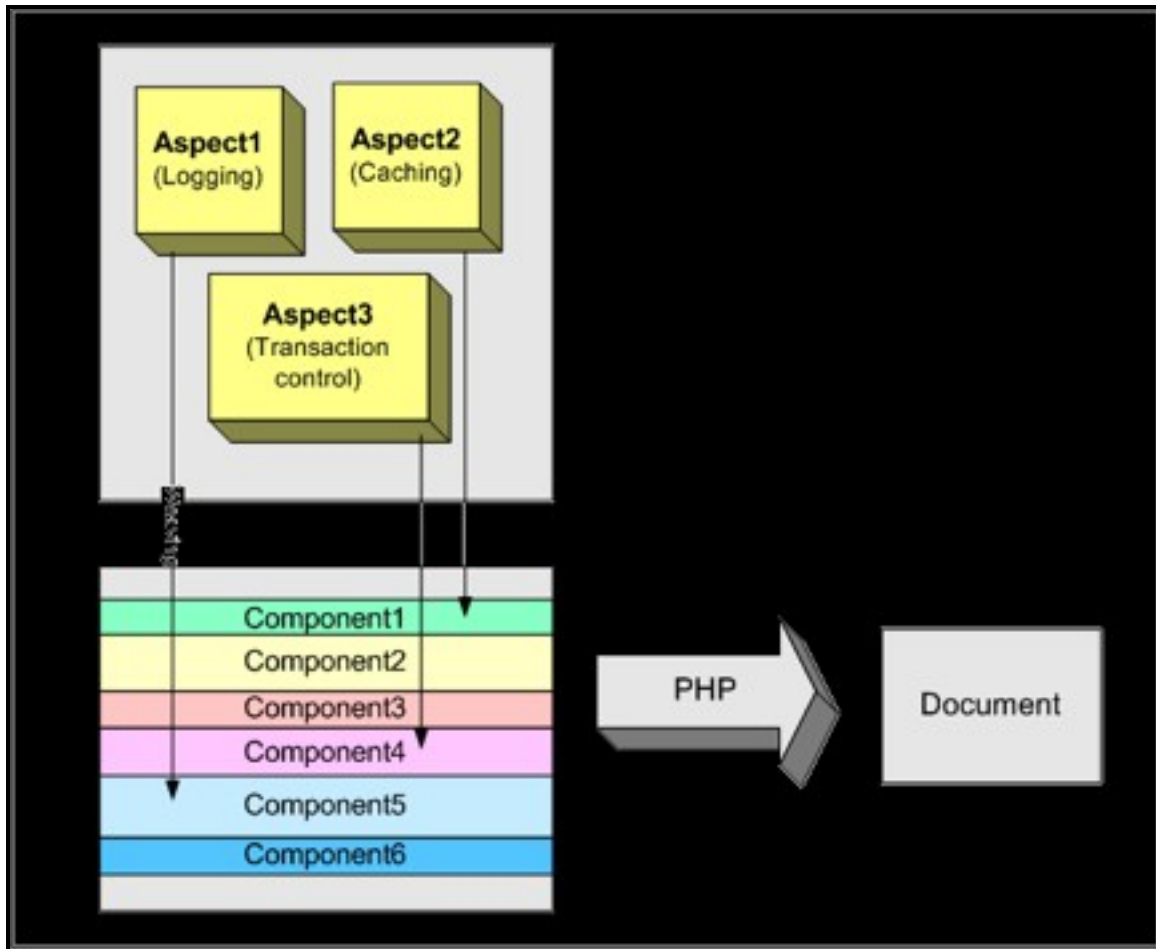 Aspect1
(Logging)
Aspect2
(Caching)
Aspect3
(Transaction
control)
Component1
Component2
Component3
Component4
Component5
Component6
PHP
Document